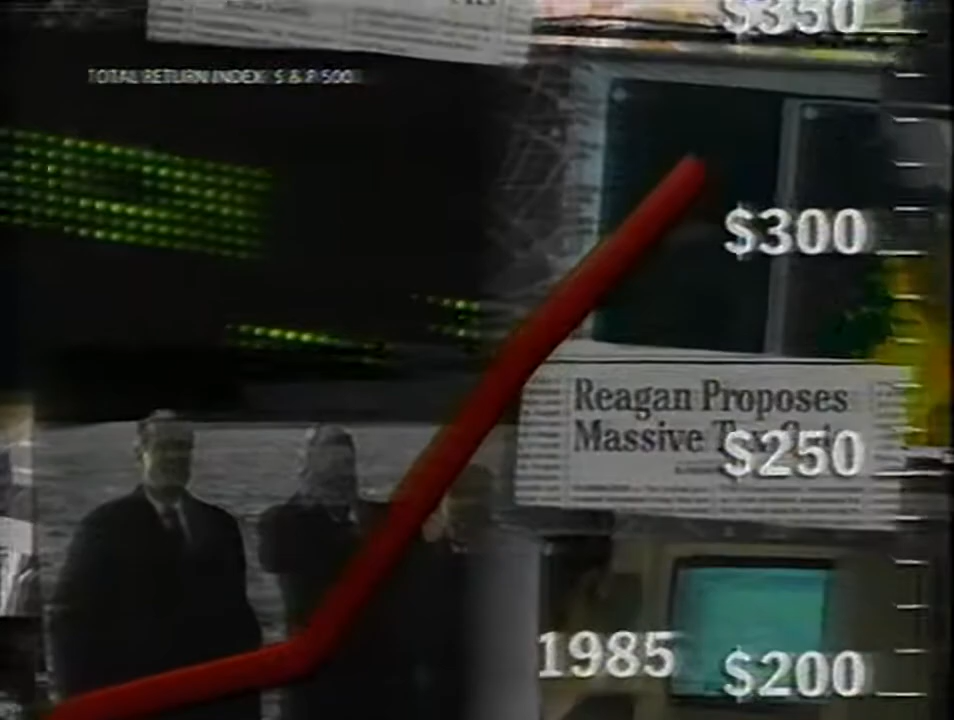 $350
TOTAL RETURN INDEX: S & P 500
$300
Reagan Proposes
Massive
$250
1985
$200